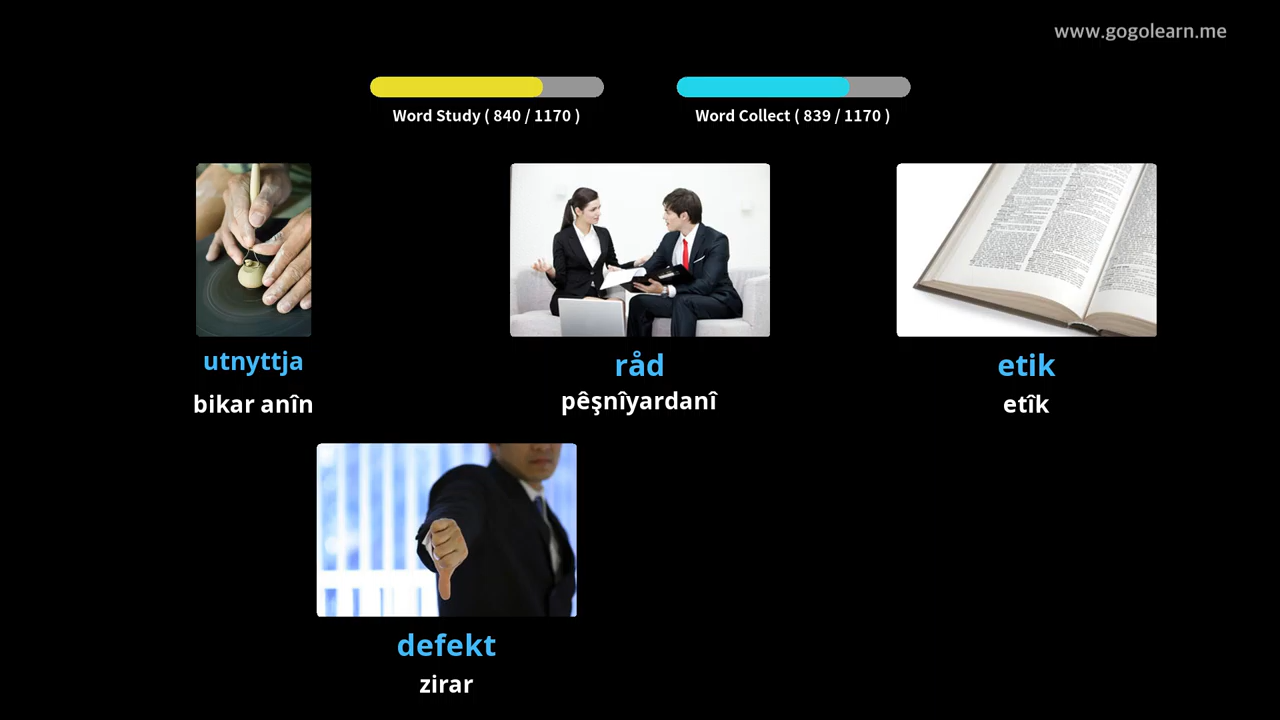 www.gogolearn.me
Word Study ( 840 / 1170 )
Word Collect ( 839 / 1170 )
utnyttja
bikar anîn
råd
pêşnîyardanî
etik
etîk
defekt
zirar